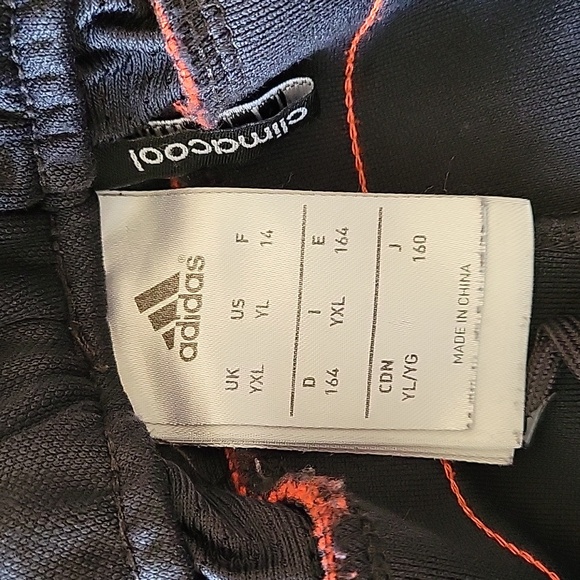 climacool
adidas®
UK US F
YXL YL 14
D I E
164 YXL 164
CDN J
YL/YG 160
MADE IN CHINA